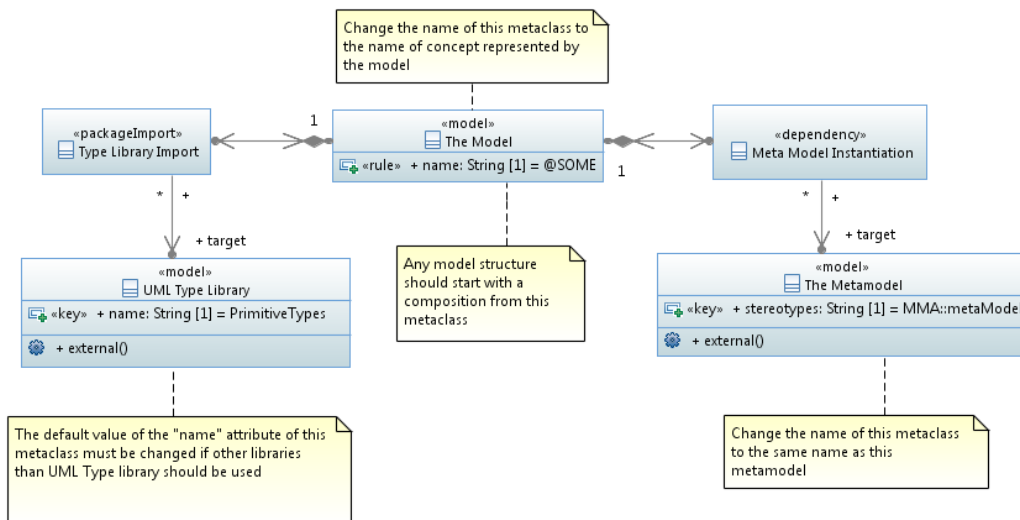 Change the name of this metaclass to
the name of concept represented by
the model
«packageImport»
Type Library Import
1
«model»
The Model
«rule» + name: String [1] = @SOME
1
«dependency»
Meta Model Instantiation
* +
+ target
* +
+ target
«model»
UML Type Library
«key» + name: String [1] = PrimitiveTypes
+ external()
Any model structure
should start with a
composition from this
metaclass
«model»
The Metamodel
«key» + stereotypes: String [1] = MMA::metaModel
+ external()
The default value of the "name" attribute of this
metaclass must be changed if other libraries
than UML Type library should be used
Change the name of this metaclass
to the same name as this
metamodel